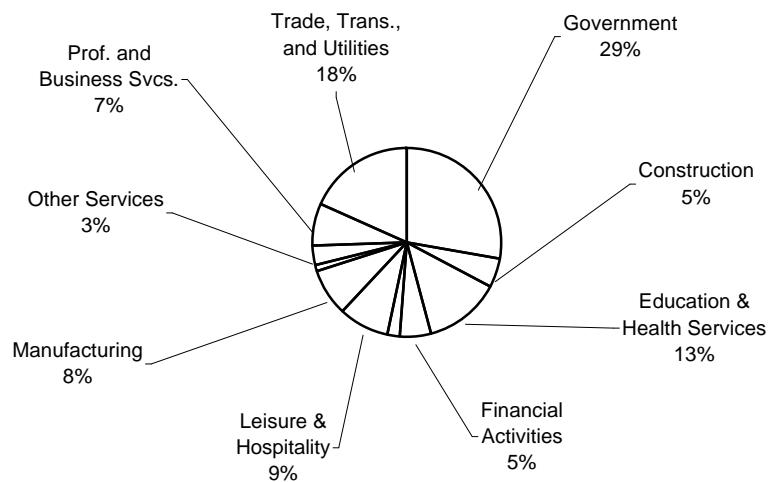 Trade, Trans.,
and Utilities
18%
Government
29%
Prof. and
Business Svcs.
7%
Construction
5%
Other Services
3%
Education &
Health Services
13%
Manufacturing
8%
Financial
Activities
5%
Leisure &
Hospitality
9%